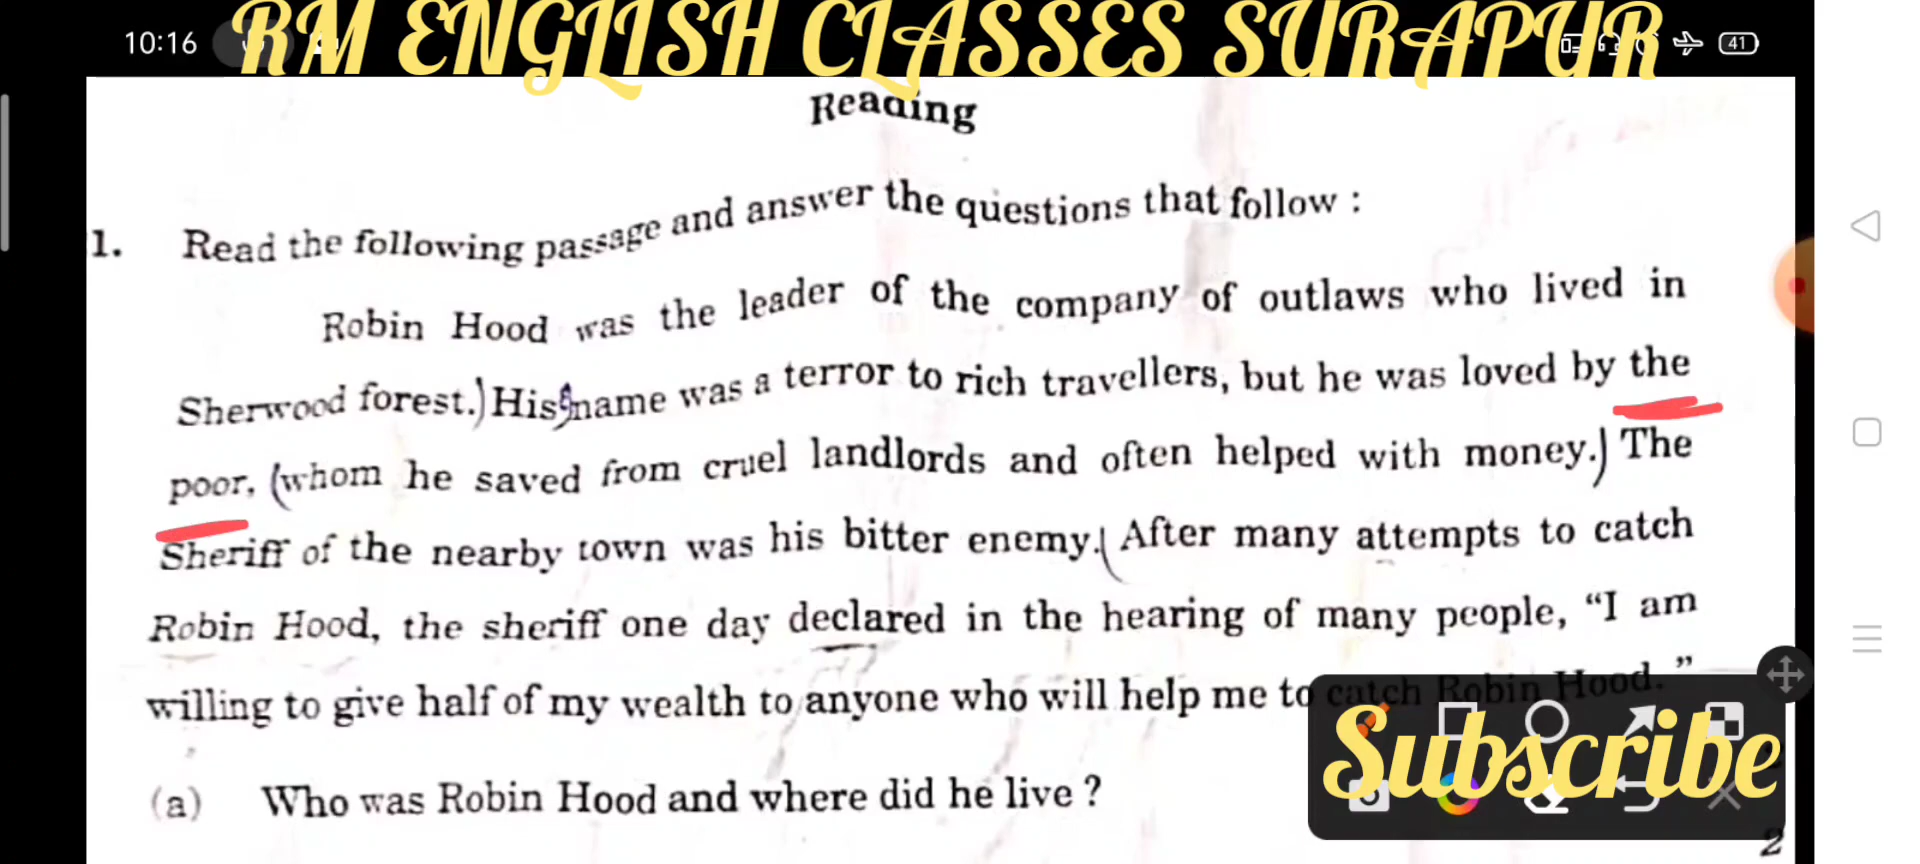 RM ENGLISH CLASSES SURAPUR
10:16
41
Reading
1. Read the following passage and answer the questions that follow :
Robin Hood was the leader of the company of outlaws who lived in
Sherwood forest. His name was a terror to rich travellers, but he was loved by the
poor, (whom he saved from cruel landlords and often helped with money.) The
Sheriff of the nearby town was his bitter enemy. After many attempts to catch
Robin Hood, the sheriff one day declared in the hearing of many people, “I am
willing to give half of my wealth to anyone who will help me to catch Robin Hood.”
Subscribe
(a) Who was Robin Hood and where did he live ?
2